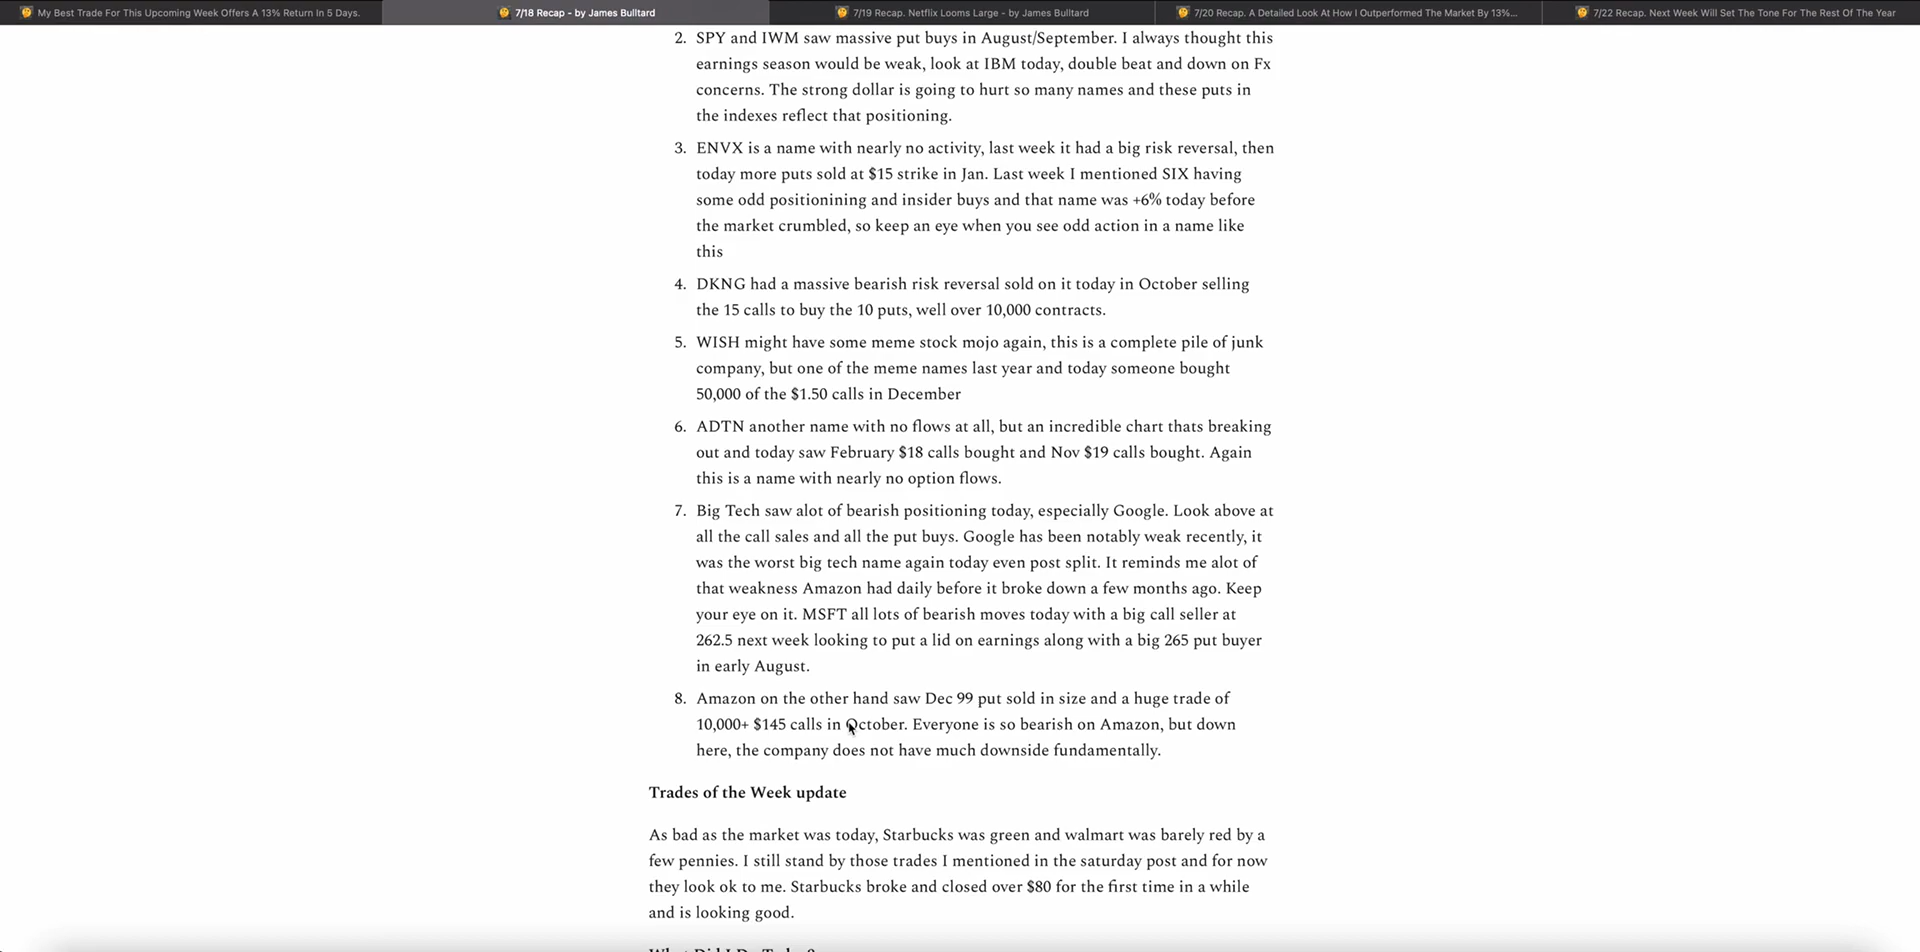 My Best Trade For This Upcoming Week Offers A 13% Return In 5 Days.
7/18 Recap - by James Bulltard
7/19 Recap. Netflix Looms Large - by James Bulltard
7/20 Recap. A Detailed Look At How I Outperformed The Market By 13%...
7/22 Recap. Next Week Will Set The Tone For The Rest Of The Year
2. SPY and IWM saw massive put buys in August/September. I always thought this
earnings season would be weak, look at IBM today, double beat and down on Fx
concerns. The strong dollar is going to hurt so many names and these puts in
the indexes reflect that positioning.
3. ENVX is a name with nearly no activity, last week it had a big risk reversal, then
today more puts sold at $15 strike in Jan. Last week I mentioned SIX having
some odd positionining and insider buys and that name was +6% today before
the market crumbled, so keep an eye when you see odd action in a name like
this
4. DKNG had a massive bearish risk reversal sold on it today in October selling
the 15 calls to buy the 10 puts, well over 10,000 contracts.
5. WISH might have some meme stock mojo again, this is a complete pile of junk
company, but one of the meme names last year and today someone bought
50,000 of the $1.50 calls in December
6. ADTN another name with no flows at all, but an incredible chart thats breaking
out and today saw February $18 calls bought and Nov $19 calls bought. Again
this is a name with nearly no option flows.
7. Big Tech saw alot of bearish positioning today, especially Google. Look above at
all the call sales and all the put buys. Google has been notably weak recently, it
was the worst big tech name again today even post split. It reminds me alot of
that weakness Amazon had daily before it broke down a few months ago. Keep
your eye on it. MSFT all lots of bearish moves today with a big call seller at
262.5 next week looking to put a lid on earnings along with a big 265 put buyer
in early August.
8. Amazon on the other hand saw Dec 99 put sold in size and a huge trade of
10,000+ $145 calls in October. Everyone is so bearish on Amazon, but down
here, the company does not have much downside fundamentally.
Trades of the Week update
As bad as the market was today, Starbucks was green and walmart was barely red by a
few pennies. I still stand by those trades I mentioned in the saturday post and for now
they look ok to me. Starbucks broke and closed over $80 for the first time in a while
and is looking good.